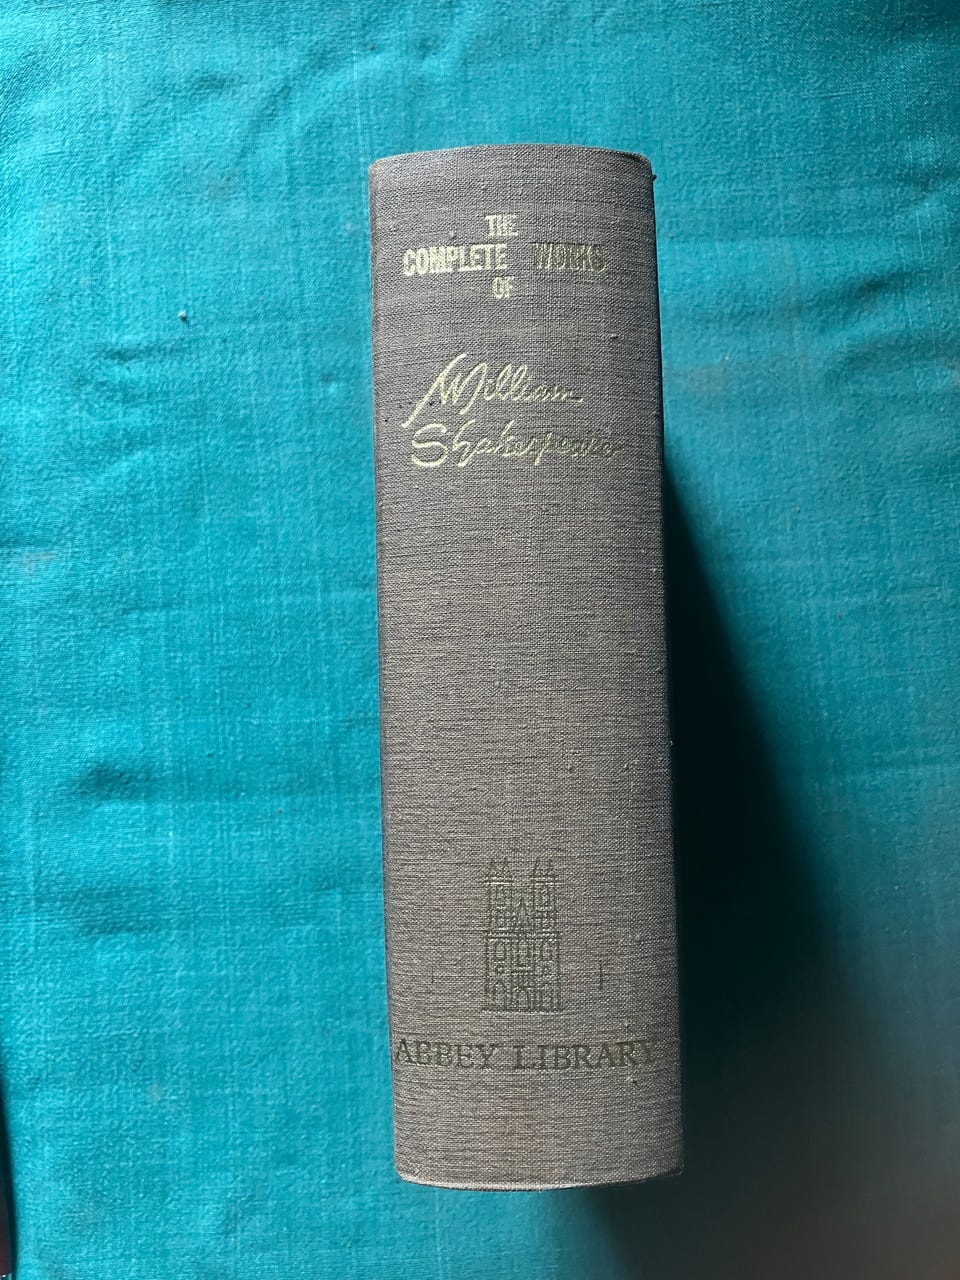 THE
COMPLETE WORKS
OF
William
Shakespeare
ABBEY LIBRARY